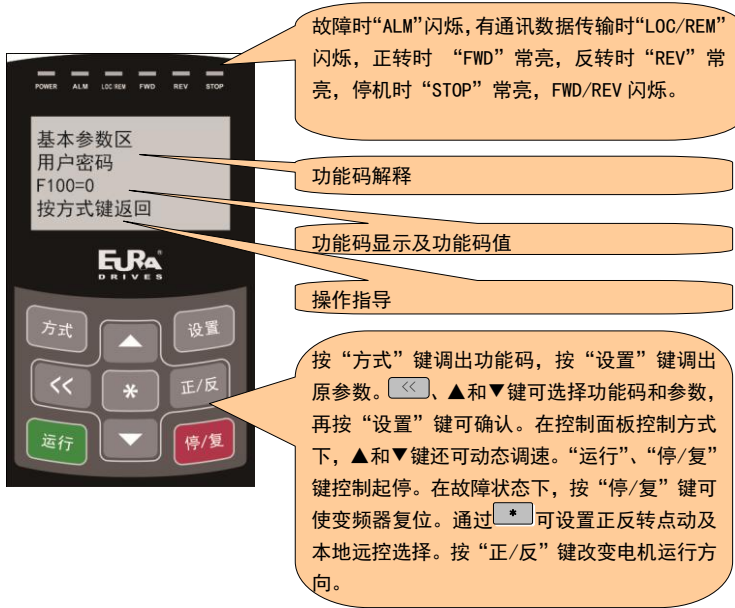 故障时“ALM”闪烁,有通讯数据传输时“LOC/REM”
闪烁，正转时 “FWD”常亮，反转时“REV”常
亮，停机时“STOP”常亮，FWD/REV 闪烁。
POWER ALM LOC/REM FWD REV STOP
基本参数区
用户密码
F100=0
按方式键返回
功能码解释
功能码显示及功能码值
操作指导
EURA®
DRIVES
方式
▲
设置
<<
*
正/反
运行
▼
停/复
按“方式”键调出功能码，按“设置”键调出
原参数。<<、▲和▼键可选择功能码和参数，
再按“设置”键可确认。在控制面板控制方式
下，▲和▼键还可动态调速。“运行”、“停/复”
键控制起停。在故障状态下，按“停/复”键可
使变频器复位。通过 * 可设置正反转点动及
本地远控选择。按“正/反”键改变电机运行方
向。